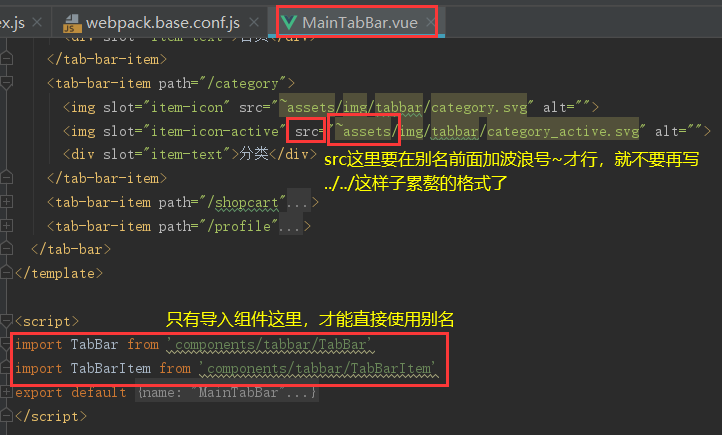 ex.js × webpack.base.conf.js × MainTabBar.vue ×
</tab-bar-item>
<tab-bar-item path="/category">
<img slot="item-icon" src="~assets/img/tabbar/category.svg" alt="">
<img slot="item-icon-active" src="~assets/img/tabbar/category_active.svg" alt="">
<div slot="item-text">分类</div>
src这里要在别名前面加波浪号~才行，就不要再写
../../这样子累赘的格式了
</tab-bar-item>
<tab-bar-item path="/shopcart"...>
<tab-bar-item path="/profile"...>
</tab-bar>
</template>
<script>
只有导入组件这里，才能直接使用别名
import TabBar from 'components/tabbar/TabBar'
import TabBarItem from 'components/tabbar/TabBarItem'
export default {name: "MainTabBar"...}
</script>